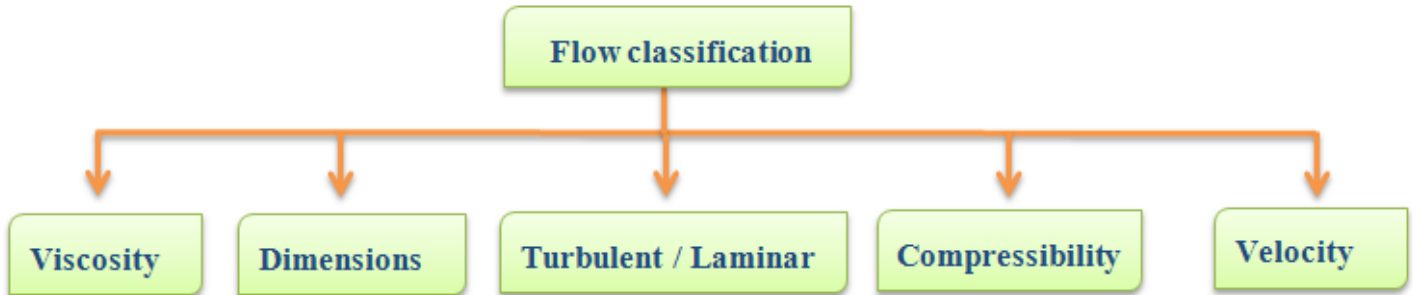 Flow classification
Viscosity
Dimensions
Turbulent / Laminar
Compressibility
Velocity